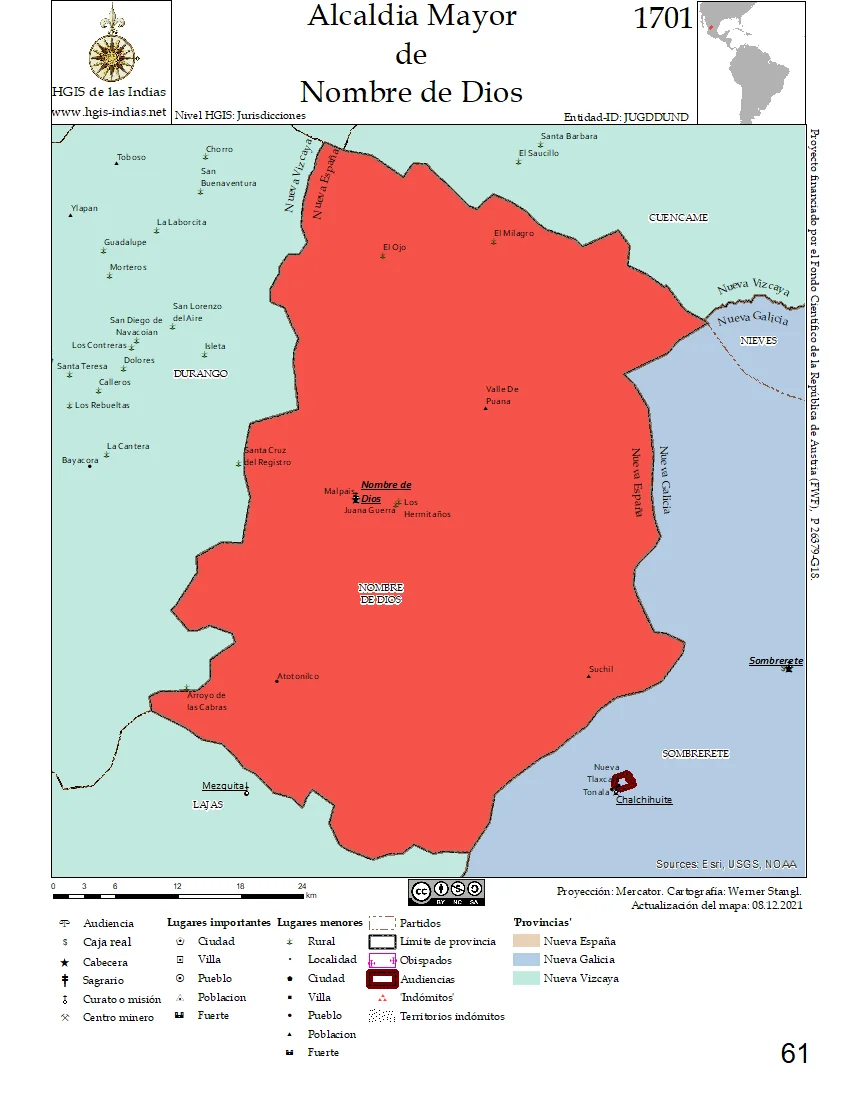 Alcaldia Mayor
de
Nombre de Dios
1701
HGIS de las Indias
www.hgis-indias.net
Nivel HGIS: Jurisdicciones
Entidad-ID: JUGDDUND
Proyecto financiado por el Fondo Científico de la República de Austria (FWF), P 26379-G18.
Toboso
Chorro
San
Buenaventura
Nueva Vizcaya
Nueva España
Santa Barbara
El Saucillo
Ylapan
La Laborcita
Guadalupe
Morteros
El Ojo
El Milagro
CUENCAME
Nueva Vizcaya
Nueva Galicia
NIEVES
San Lorenzo
del Aire
San Diego de
Navacoian
Los Contreras
Isleta
Santa Teresa
Dolores
DURANGO
Calleros
Los Rebueltas
Valle De
Puana
La Cantera
Bayacora
Santa Cruz
del Registro
Nueva España
Nueva Galicia
Malpais
Nombre de
Dios
Juana Guerra
Los
Hermitaños
NOMBRE
DE DIOS
Sombrerete
Atotonilco
Suchil
Arroyo de
las Cabras
SOMBRERETE
Nueva
Tlaxca
Tonala
Chalchihuite
Mezquital
LAJAS
Sources: Esri, USGS, NOAA
0 3 6 12 18 24
km
CC BY NC SA
Proyección: Mercator. Cartografía: Werner Stangl.
Actualización del mapa: 08.12.2021
Audiencia
Caja real
Cabecera
Sagrario
Curato o misión
Centro minero
Lugares importantes
Ciudad
Villa
Pueblo
Poblacion
Fuerte
Lugares menores
Rural
Localidad
Ciudad
Villa
Pueblo
Poblacion
Fuerte
Partidos
Límite de provincia
Obispados
Audiencias
'Indómitos'
Territorios indómitos
'Provincias'
Nueva España
Nueva Galicia
Nueva Vizcaya
61